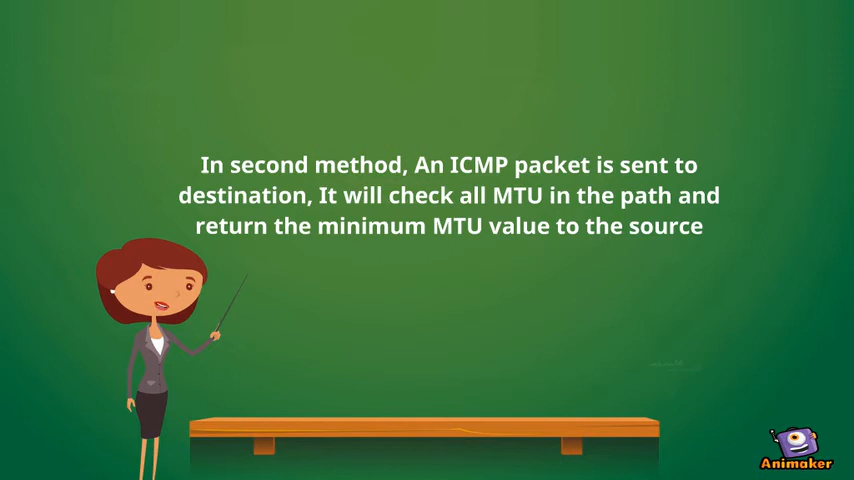 In second method, An ICMP packet is sent to
destination, It will check all MTU in the path and
return the minimum MTU value to the source
Animaker